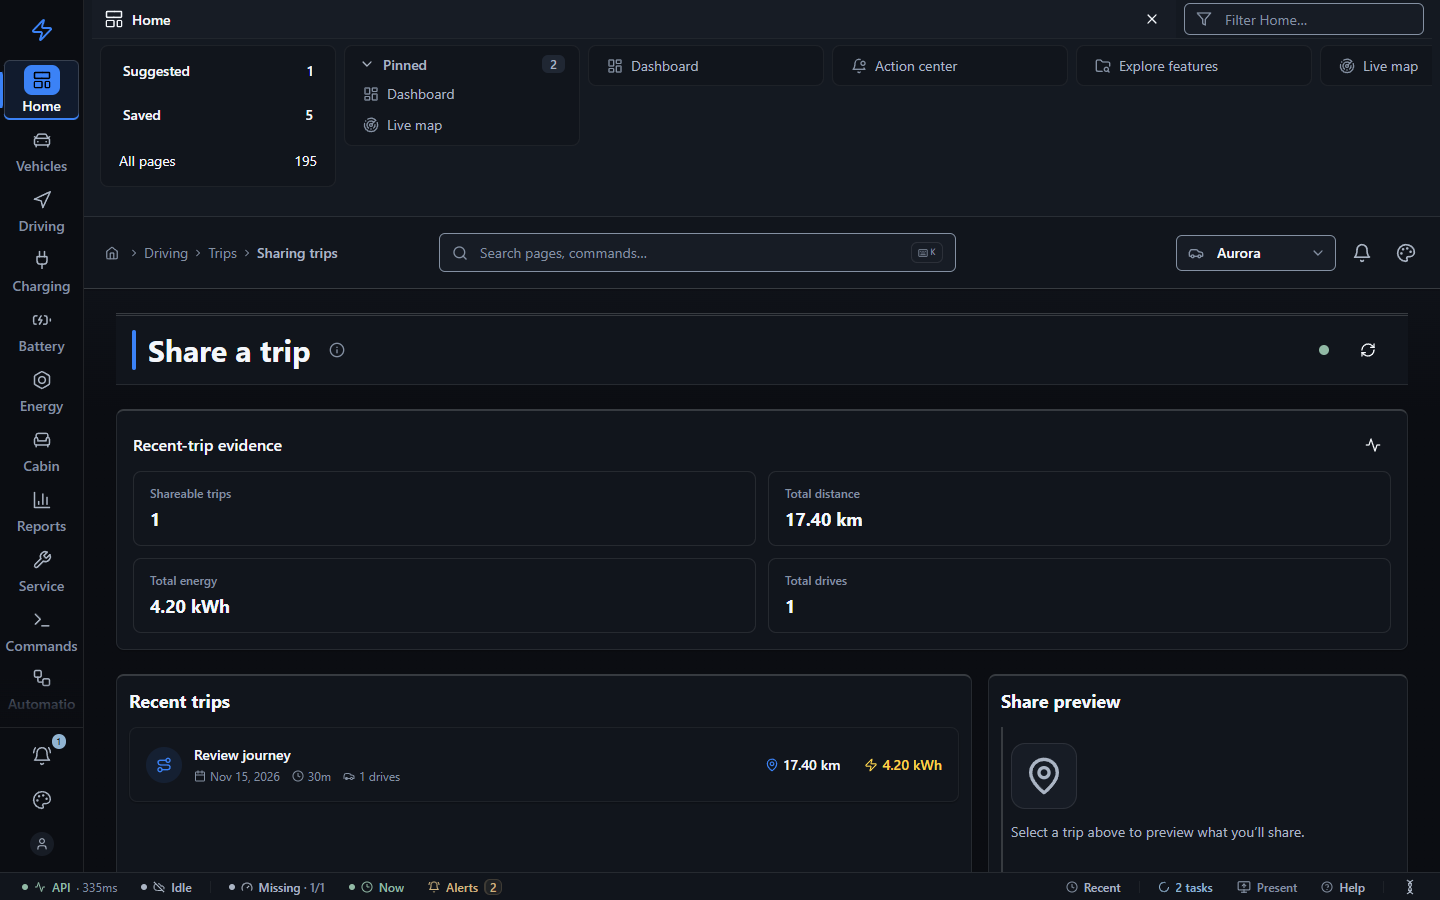 Home
Filter Home...
Home
Vehicles
Driving
Charging
Battery
Energy
Cabin
Reports
Service
Commands
Automatio
1
Suggested 1
Saved 5
All pages 195
Pinned 2
Dashboard
Live map
Dashboard
Action center
Explore features
Live map
Driving
Trips
Sharing trips
Search pages, commands...
K
Aurora
Share a trip
Recent-trip evidence
Shareable trips
1
Total distance
17.40 km
Total energy
4.20 kWh
Total drives
1
Recent trips
Review journey
Nov 15, 2026 30m 1 drives
17.40 km 4.20 kWh
Share preview
Select a trip above to preview what you’ll share.
API · 335ms Idle Missing · 1/1 Now Alerts 2 Recent 2 tasks Present Help